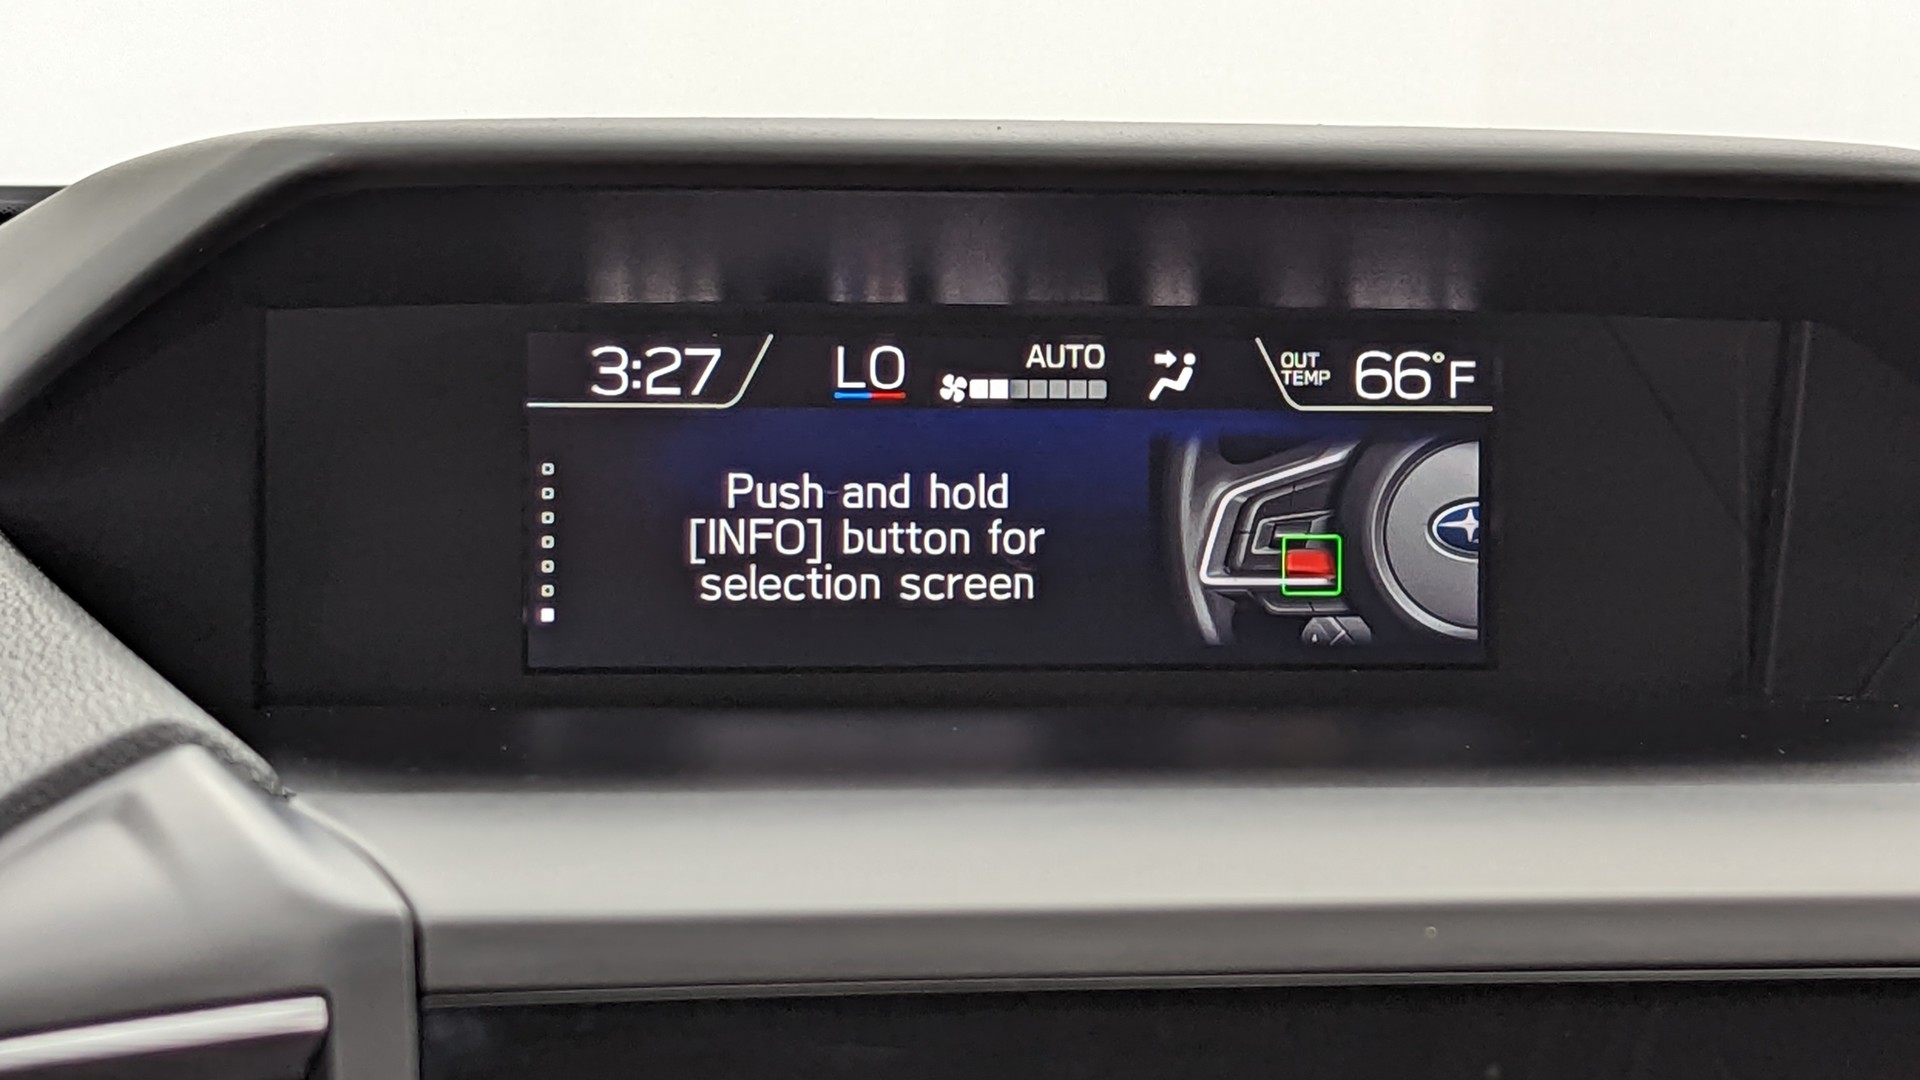 3:27
LO
AUTO
OUT
TEMP
66°F
Push and hold
[INFO] button for
selection screen